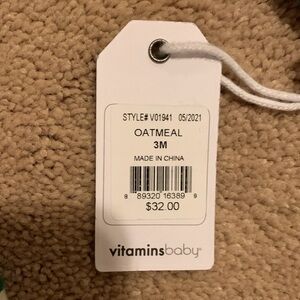 STYLE# V01941 05/2021
OATMEAL
3M
MADE IN CHINA
8 89320 16389 9
$32.00
vitaminsbaby®